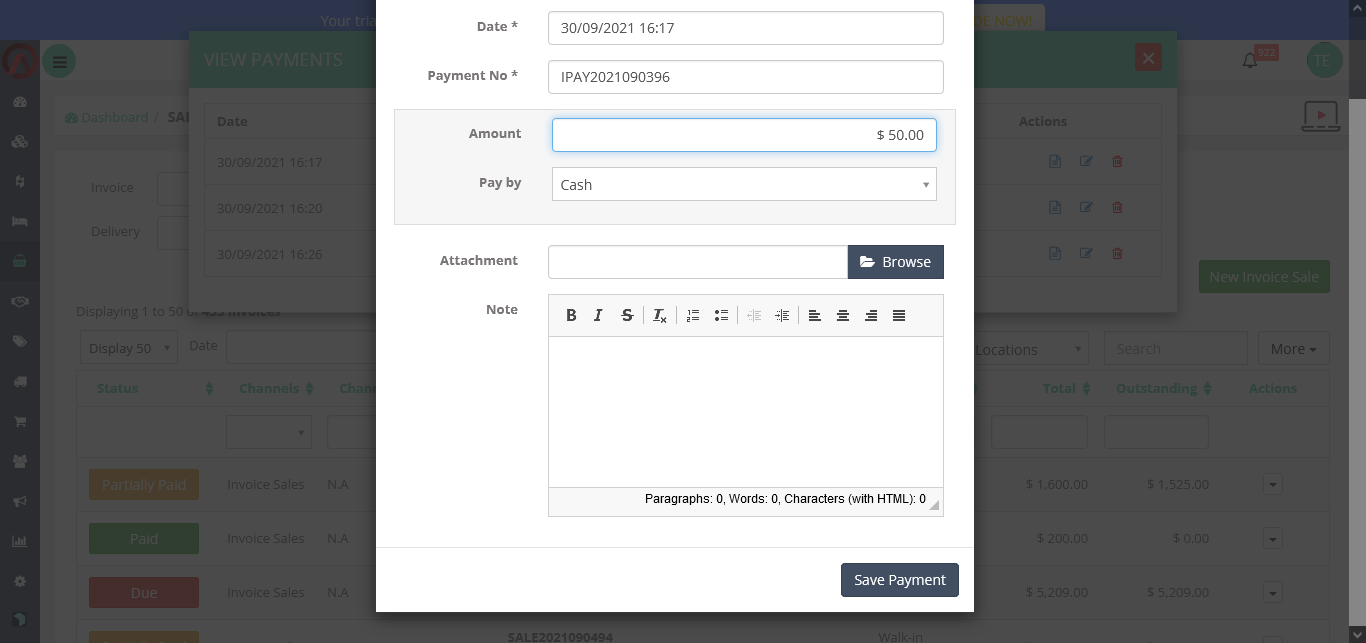 Your tria
DE NOW!
Date *
30/09/2021 16:17
VIEW PAYMENTS
922
TE
Payment No *
IPAY2021090396
Dashboard / SA
Date
Actions
Amount
$ 50.00
30/09/2021 16:17
Pay by
Cash
Invoice
30/09/2021 16:20
Delivery
30/09/2021 16:26
Attachment
Browse
New Invoice Sale
Note
Displaying 1 to 50 of 455 invoices
Display 50
Date
Locations
Search
More
Status
Channels
Chann
Total
Outstanding
Actions
Partially Paid
Invoice Sales
N.A
$ 1,600.00
$ 1,525.00
Paragraphs: 0, Words: 0, Characters (with HTML): 0
Paid
Invoice Sales
N.A
$ 200.00
$ 0.00
Save Payment
Due
Invoice Sales
N.A
$ 5,209.00
$ 5,209.00
SALE2021090494
Walk-in